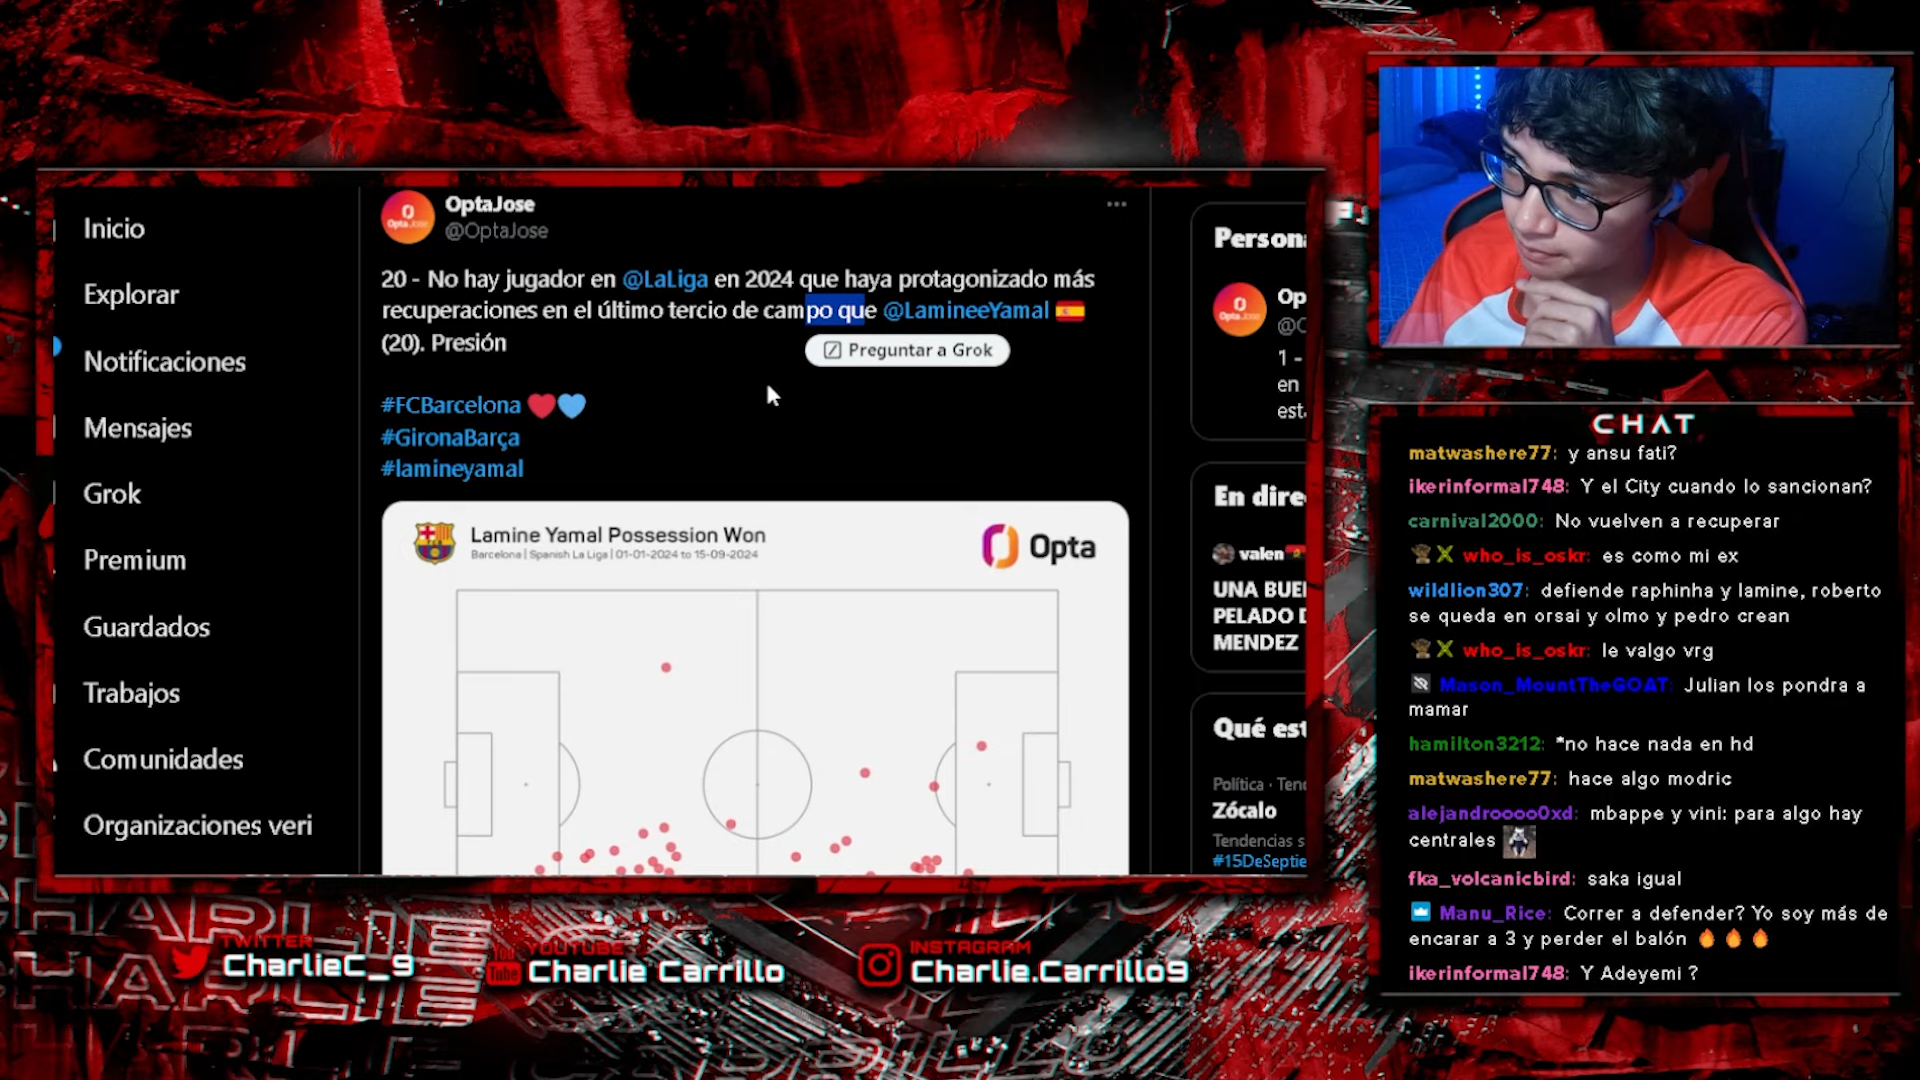 Inicio
Explorar
Notificaciones
Mensajes
Grok
Premium
Guardados
Trabajos
Comunidades
Organizaciones veri
OptaJose
@OptaJose
20 - No hay jugador en @LaLiga en 2024 que haya protagonizado más
recuperaciones en el último tercio de campo que @LamineeYamal 🇪🇸
(20). Presión
Preguntar a Grok
#FCBarcelona ❤️💙
#GironaBarça
#lamineyamal
Lamine Yamal Possession Won
Barcelona | Spanish La Liga | 01-01-2024 to 15-09-2024
Opta
Person
Op
@O
1 -
en
est
En dire
valen
UNA BUE
PELADO D
MENDEZ
Qué est
Política · Tend
Zócalo
Tendencias s
#15DeSeptie
CHAT
matwashere77: y ansu fati?
ikerinformal748: Y el City cuando lo sancionan?
carnival2000: No vuelven a recuperar
who_is_oskr: es como mi ex
wildlion307: defiende raphinha y lamine, roberto
se queda en orsai y olmo y pedro crean
who_is_oskr: le valgo vrg
Mason_MountTheGOAT: Julian los pondra a
mamar
hamilton3212: *no hace nada en hd
matwashere77: hace algo modric
alejandroooo0xd: mbappe y vini: para algo hay
centrales
fka_volcanicbird: saka igual
Manu_Rice: Correr a defender? Yo soy más de
encarar a 3 y perder el balón 🔥🔥🔥
ikerinformal748: Y Adeyemi ?
TWITTER
CharlieC_9
YOUTUBE
Charlie Carrillo
INSTAGRAM
Charlie.Carrillo9
CHARLIE